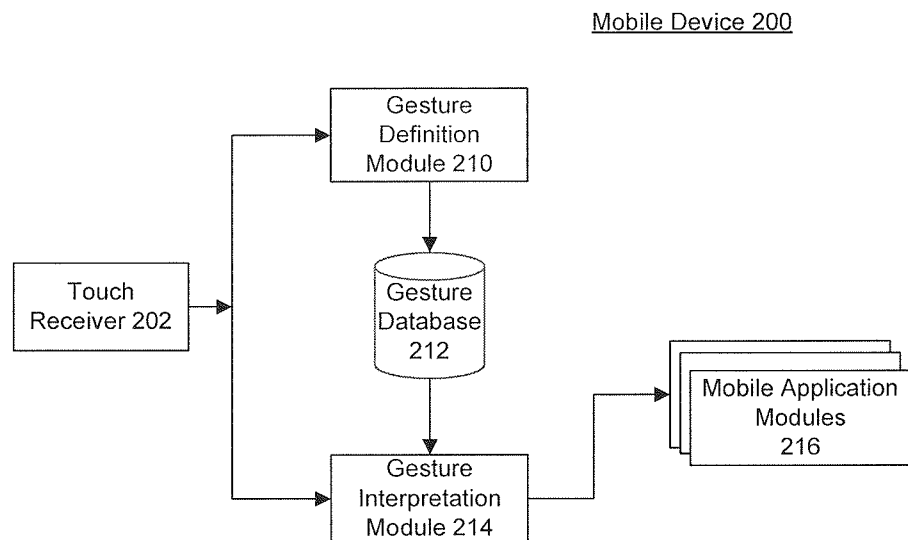 Mobile Device 200
Gesture
Definition
Module 210
Touch
Receiver 202
Gesture
Database
212
Mobile Application
Modules
216
Gesture
Interpretation
Module 214